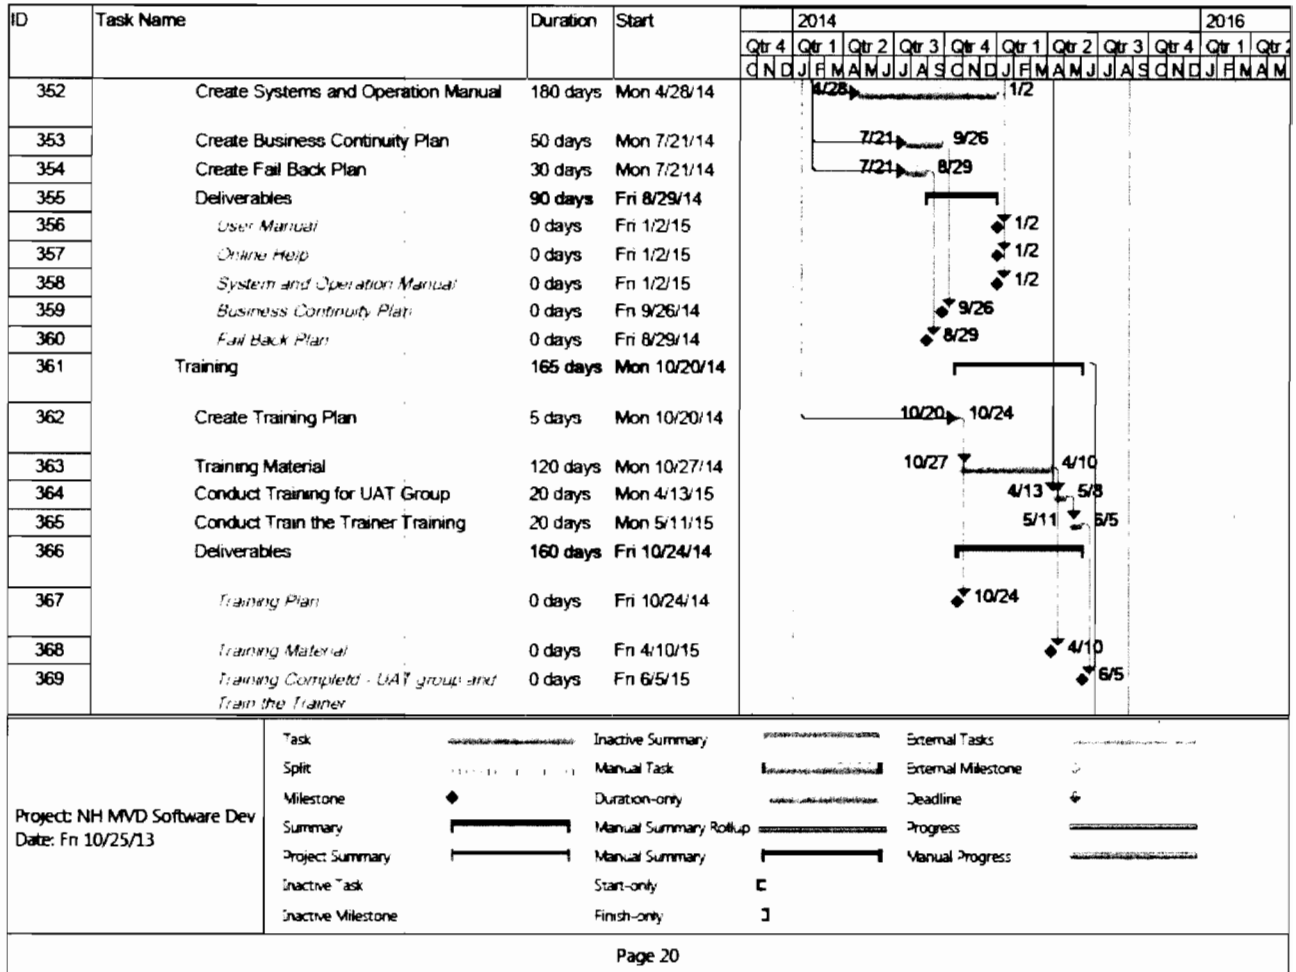 ID Task Name Duration Start 2014 2016
Qtr 4 Qtr 1 Qtr 2 Qtr 3 Qtr 4 Qtr 1 Qtr 2 Qtr 3 Qtr 4 Qtr 1 Qtr 2
O N D J F M A M J J A S O N D J F M A M J J A S O N D J F M A M
352 Create Systems and Operation Manual 180 days Mon 4/28/14 4/28 1/2
353 Create Business Continuity Plan 50 days Mon 7/21/14 7/21 9/26
354 Create Fail Back Plan 30 days Mon 7/21/14 7/21 8/29
355 Deliverables 90 days Fri 8/29/14
356 User Manual 0 days Fri 1/2/15 1/2
357 Online Help 0 days Fri 1/2/15 1/2
358 System and Operation Manual 0 days Fri 1/2/15 1/2
359 Business Continuity Plan 0 days Fri 9/26/14 9/26
360 Fail Back Plan 0 days Fri 8/29/14 8/29
361 Training 165 days Mon 10/20/14
362 Create Training Plan 5 days Mon 10/20/14 10/20 10/24
363 Training Material 120 days Mon 10/27/14 10/27 4/10
364 Conduct Training for UAT Group 20 days Mon 4/13/15 4/13 5/8
365 Conduct Train the Trainer Training 20 days Mon 5/11/15 5/11 6/5
366 Deliverables 160 days Fri 10/24/14
367 Training Plan 0 days Fri 10/24/14 10/24
368 Training Material 0 days Fri 4/10/15 4/10
369 Training Completd - UAT group and 0 days Fri 6/5/15 6/5
Train the Trainer
Task Inactive Summary External Tasks
Split Manual Task External Milestone
Milestone Duration-only Deadline
Project: NH MVD Software Dev
Date: Fri 10/25/13
Summary Manual Summary Rollup Progress
Project Summary Manual Summary Manual Progress
Inactive Task Start-only
Inactive Milestone Finish-only
Page 20